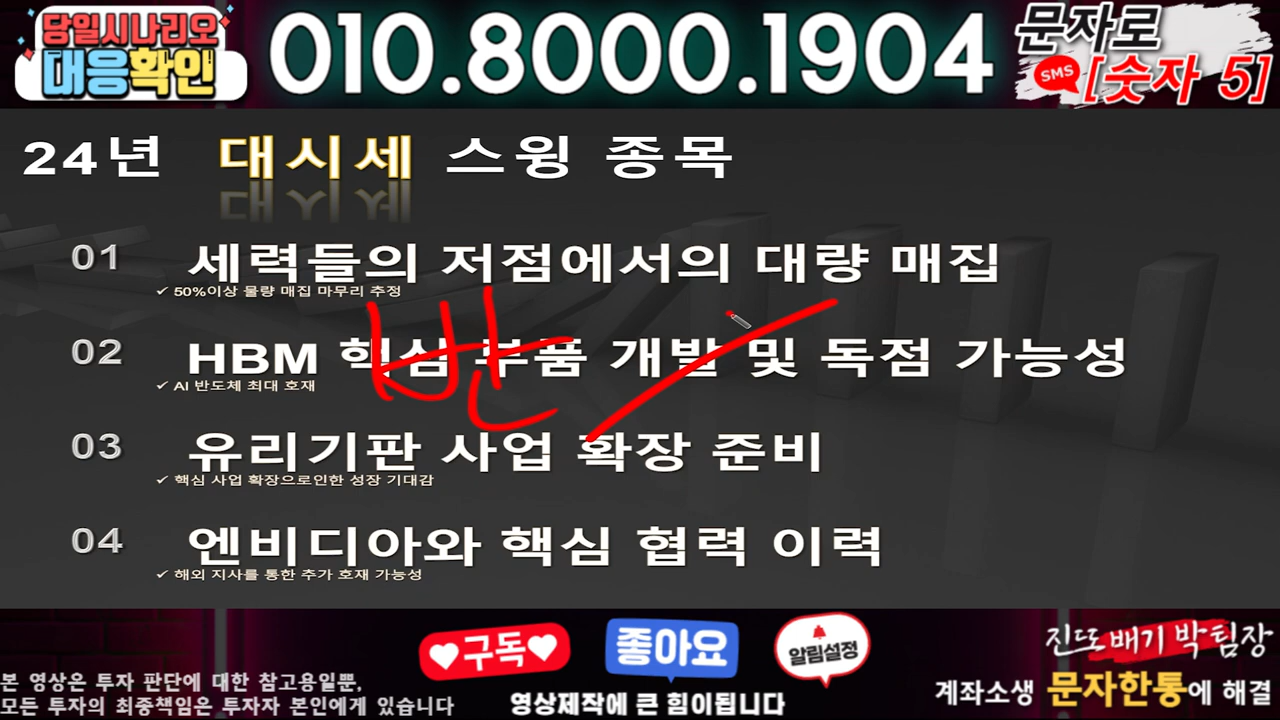 당일시나리오
대응확인
010.8000.1904
문자로
SMS [숫자 5]
24년 대시세 스윙 종목
01 세력들의 저점에서의 대량 매집
✓ 50%이상 물량 매집 마무리 추정
02 HBM 핵심 부품 개발 및 독점 가능성
✓ AI 반도체 최대 호재
반
03 유리기판 사업 확장 준비
✓ 핵심 사업 확장으로인한 성장 기대감
04 엔비디아와 핵심 협력 이력
✓ 해외 지사를 통한 추가 호재 가능성
구독
좋아요
알림설정
영상제작에 큰 힘이됩니다
본 영상은 투자 판단에 대한 참고용일뿐,
모든 투자의 최종책임은 투자자 본인에게 있습니다
진또배기 박팀장
계좌소생 문자한통에 해결